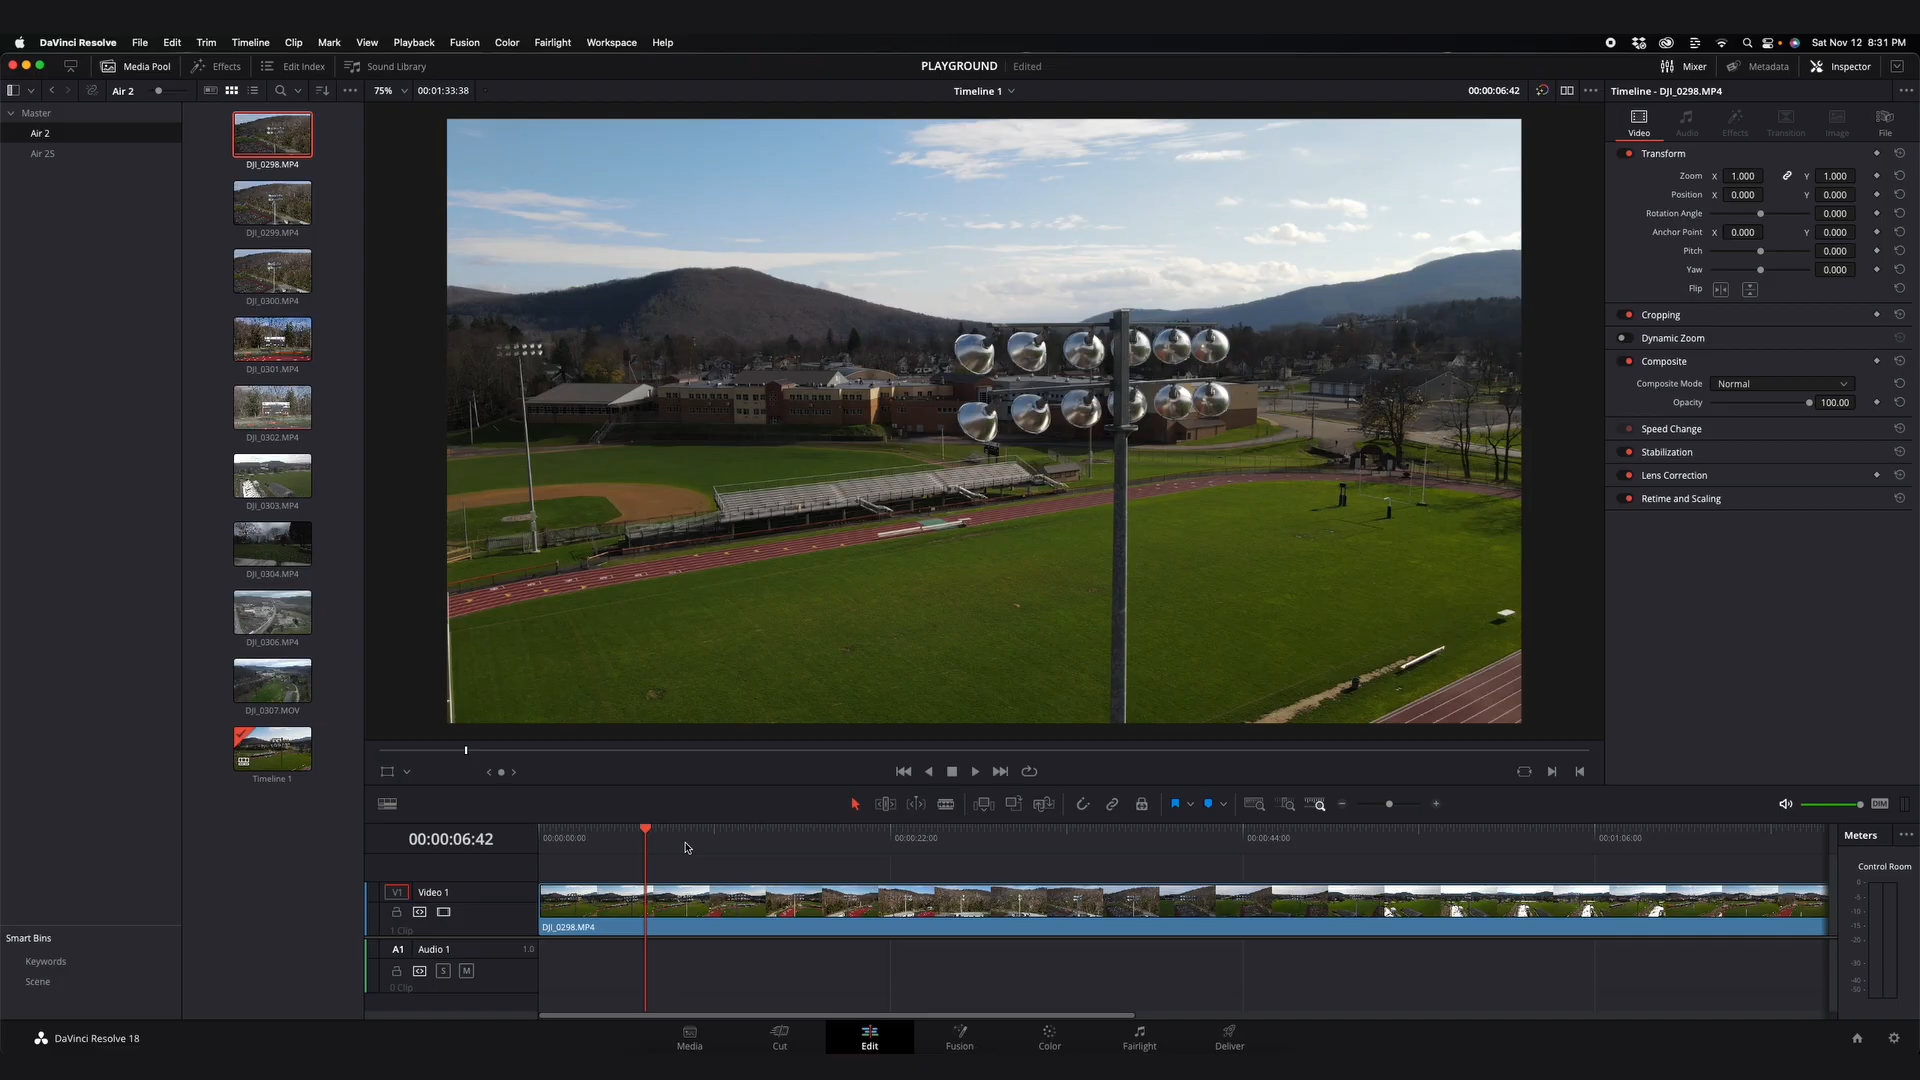 DaVinci Resolve File Edit Trim Timeline Clip Mark View Playback Fusion Color Fairlight Workspace Help Sat Nov 12 8:31 PM
Media Pool Effects Edit Index Sound Library PLAYGROUND Edited Mixer Metadata Inspector
Air 2 75% 00:01:33:38 Timeline 1 00:00:06:42 Timeline - DJI_0298.MP4
Master
Air 2
Air 2S
DJI_0298.MP4
DJI_0299.MP4
DJI_0300.MP4
DJI_0301.MP4
DJI_0302.MP4
DJI_0303.MP4
DJI_0304.MP4
DJI_0306.MP4
DJI_0307.MOV
Timeline 1
Video Audio Effects Transition Image File
Transform
Zoom X 1.000 Y 1.000
Position X 0.000 Y 0.000
Rotation Angle 0.000
Anchor Point X 0.000 Y 0.000
Pitch 0.000
Yaw 0.000
Flip
Cropping
Dynamic Zoom
Composite
Composite Mode Normal
Opacity 100.00
Speed Change
Stabilization
Lens Correction
Retime and Scaling
DIM
00:00:06:42 00:00:00:00 00:00:22:00 00:00:44:00 00:01:06:00
V1 Video 1
1 Clip
DJI_0298.MP4
A1 Audio 1 1.0
S M
0 Clip
Meters
Control Room
0
-5
-10
-15
-20
-30
-40
-50
Smart Bins
Keywords
Scene
DaVinci Resolve 18
Media Cut Edit Fusion Color Fairlight Deliver